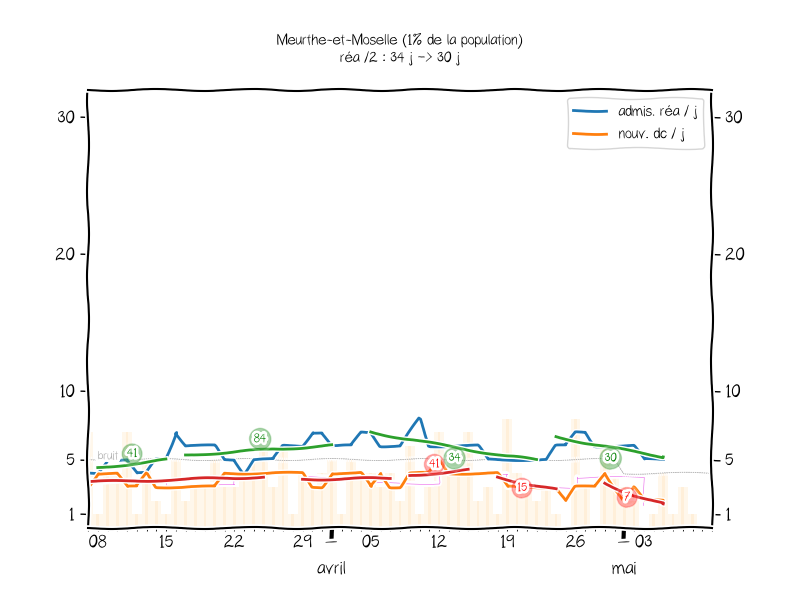 Meurthe-et-Moselle (1% de la population)
réa /2 : 34 j -> 30 j
admis. réa / j
nouv. dc / j
30
30
20
20
10
10
5
5
1
1
bruit
41
84
41
34
15
30
7
08 15 22 29 05 12 19 26 03
avril mai